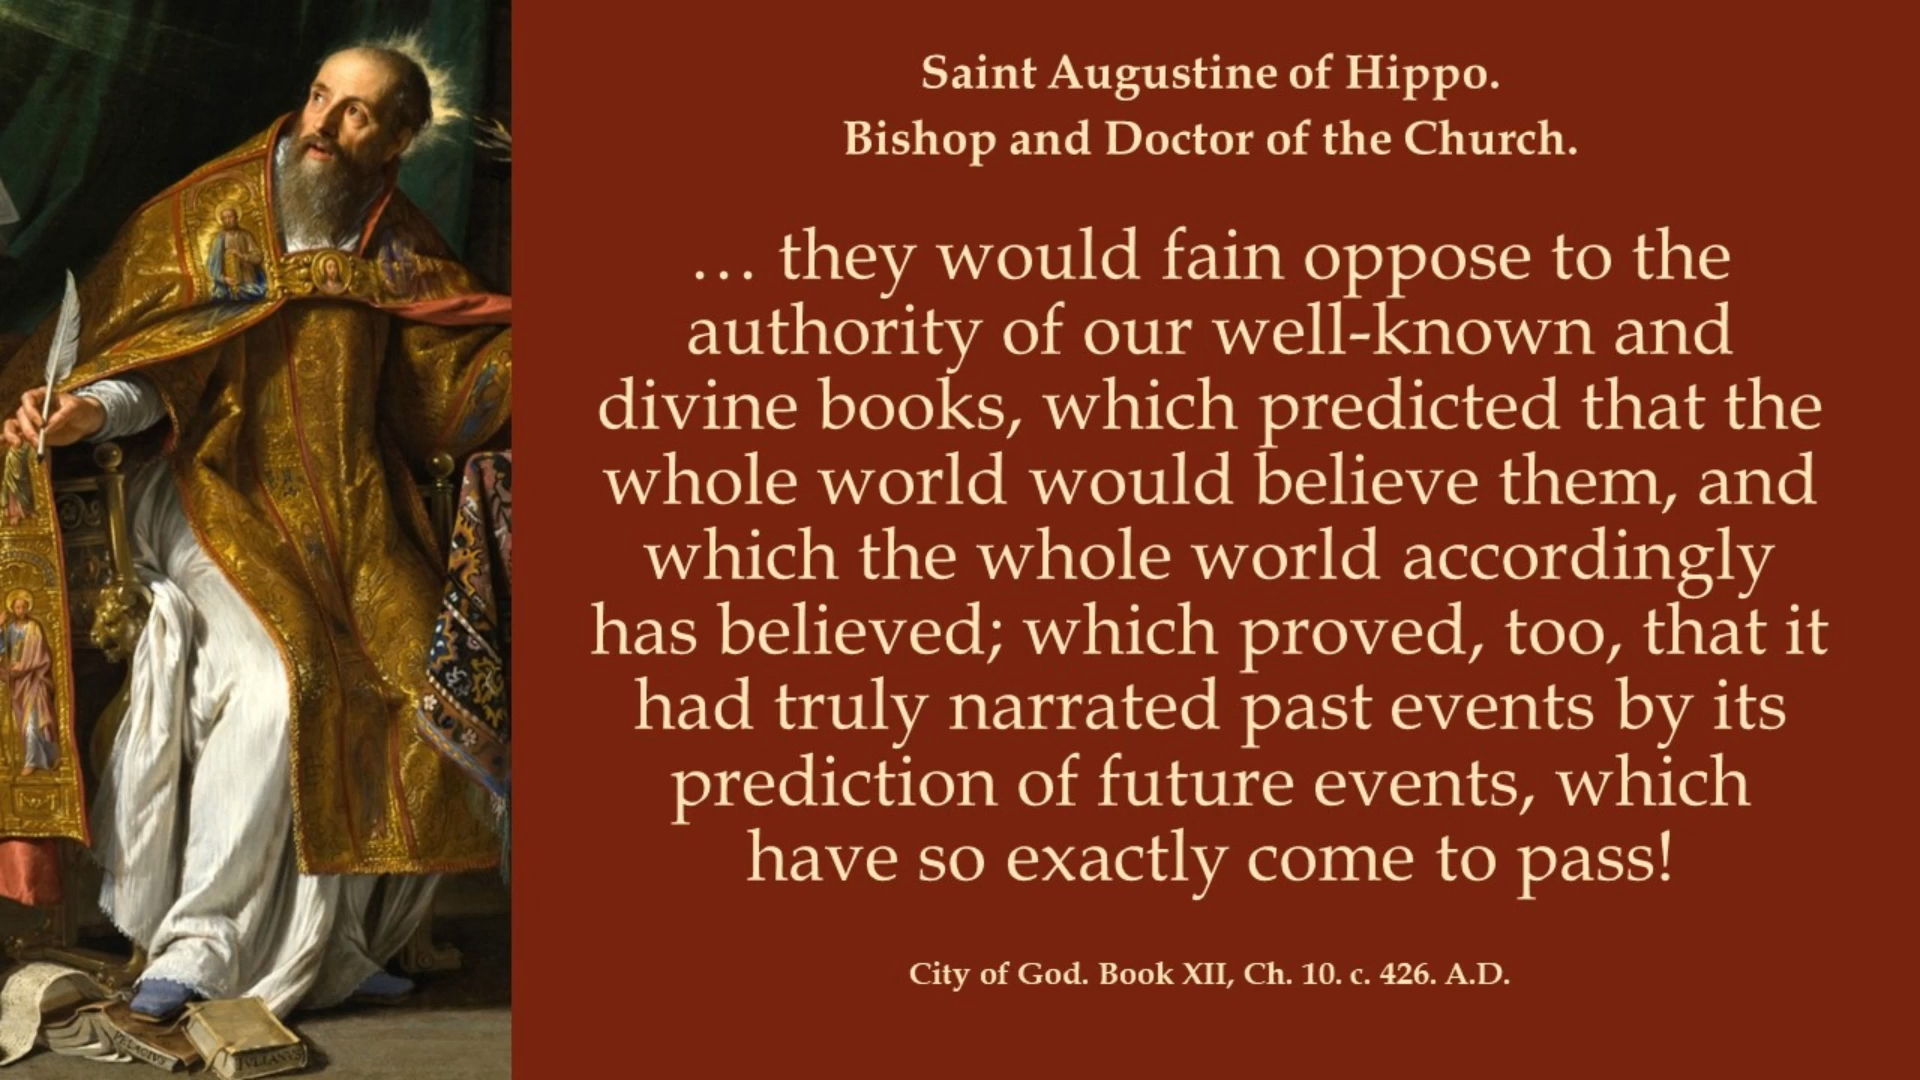 Saint Augustine of Hippo.
Bishop and Doctor of the Church.
… they would fain oppose to the
authority of our well-known and
divine books, which predicted that the
whole world would believe them, and
which the whole world accordingly
has believed; which proved, too, that it
had truly narrated past events by its
prediction of future events, which
have so exactly come to pass!
City of God. Book XII, Ch. 10. c. 426. A.D.
PELAGIVS
IVLIANVS